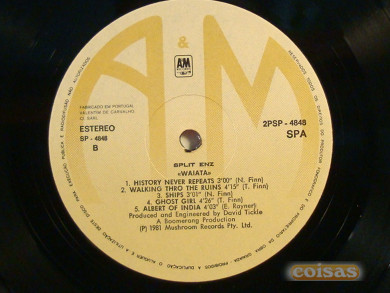 A & M
A&M
FABRICADO EM PORTUGAL
VALENTIM DE CARVALHO
CI. SARL
ESTEREO
SP - 4848
B
2PSP - 4848
SPA
SPLIT ENZ
«WAIATA»
1. HISTORY NEVER REPEATS 3'00" (N. Finn)
2. WALKING THRO THE RUINS 4'15" (T. Finn)
3. SHIPS 3'01" (N. Finn)
4. GHOST GIRL 4'26" (T. Finn)
5. ALBERT OF INDIA 4'03" (E. Rayner)
Produced and Engineered by David Tickle
A Boomerang Production
(P) 1981 Mushroom Records Pty. Ltd.
coisas